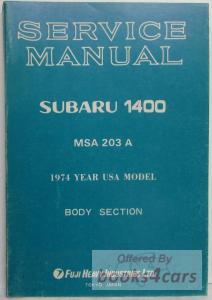 SERVICE
MANUAL
SUBARU 1400
MSA 203 A
1974 YEAR USA MODEL
BODY SECTION
Offered By
books4cars
FUJI HEAVY INDUSTRIES LTD.
TOKYO JAPAN